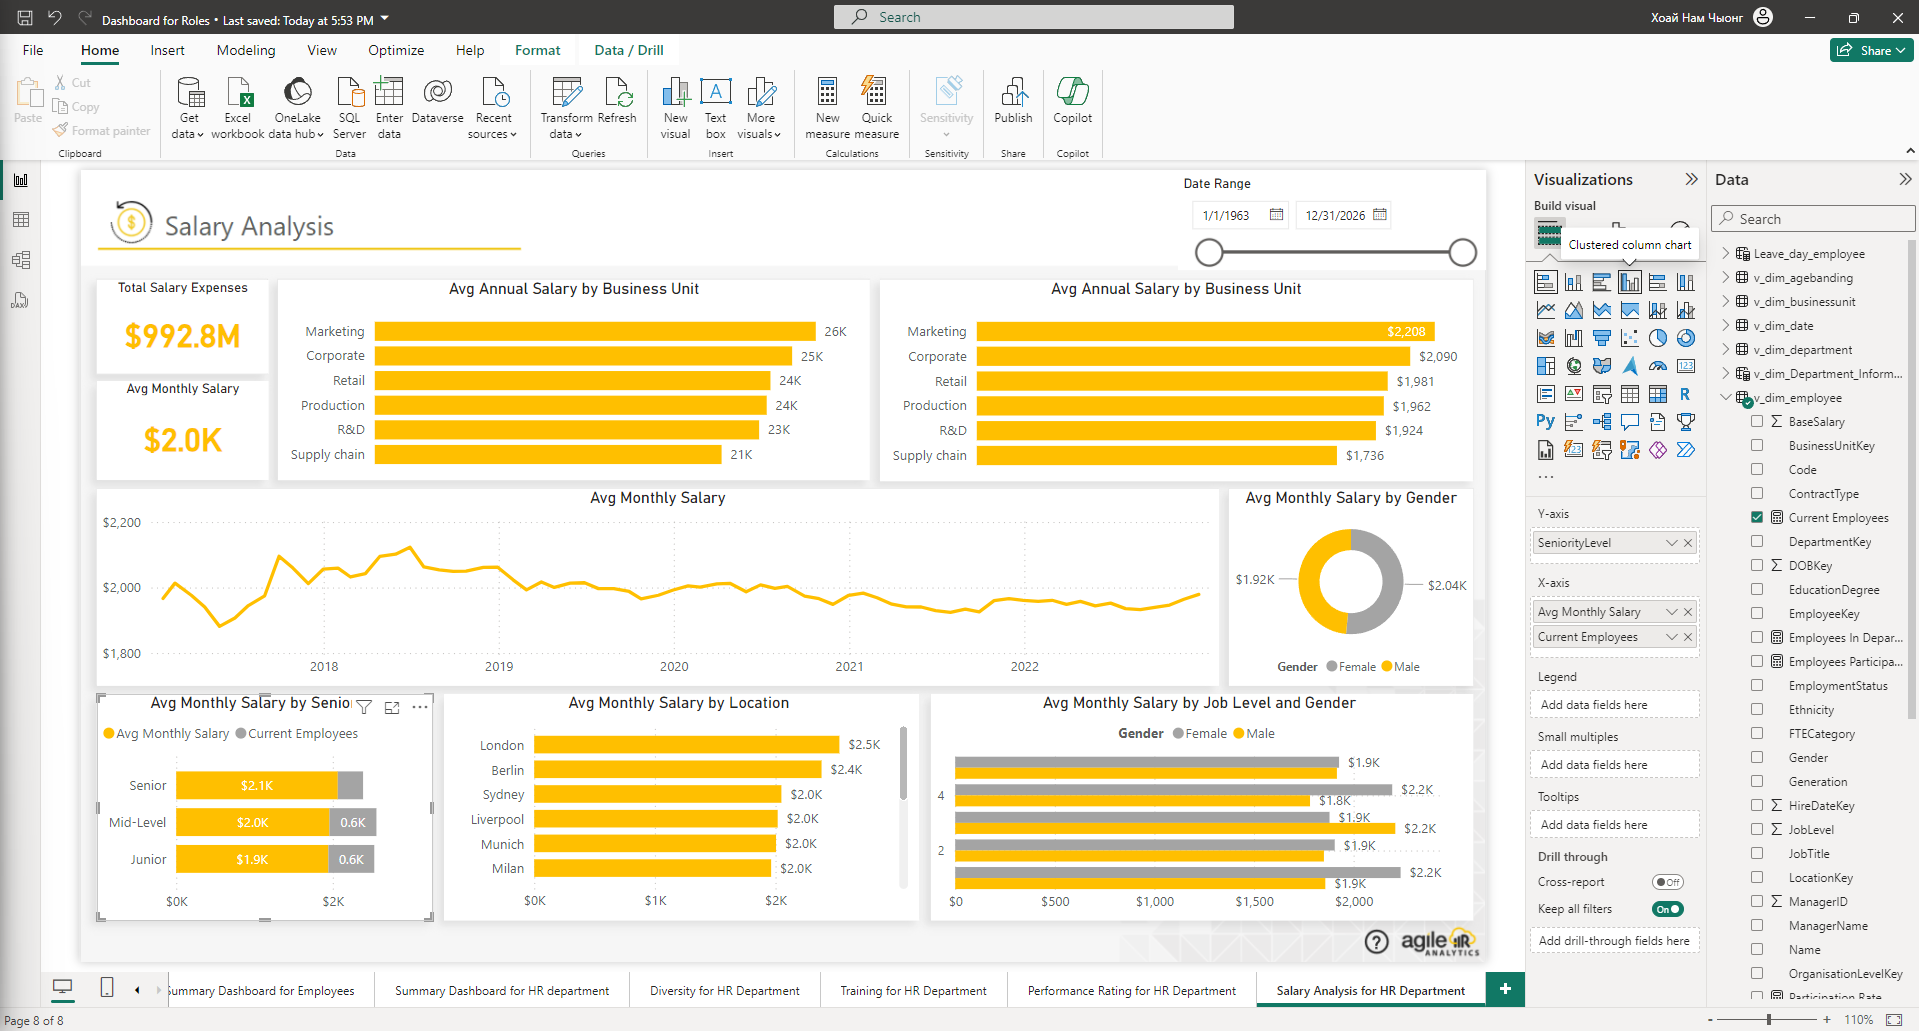 Dashboard for Roles • Last saved: Today at 5:53 PM
Search
Хоай Нам Чыонг
File
Home
Insert
Modeling
View
Optimize
Help
Format
Data / Drill
Share
Paste
Cut
Copy
Format painter
Get data
Excel workbook
OneLake data hub
SQL Server
Enter data
Dataverse
Recent sources
Transform data
Refresh
New visual
Text box
More visuals
New measure
Quick measure
Sensitivity
Publish
Copilot
Clipboard
Data
Queries
Insert
Calculations
Sensitivity
Share
Copilot
Salary Analysis
Date Range
1/1/1963
12/31/2026
Total Salary Expenses
$992.8M
Avg Monthly Salary
$2.0K
Avg Annual Salary by Business Unit
Marketing 26K
Corporate 25K
Retail 24K
Production 24K
R&D 23K
Supply chain 21K
Avg Annual Salary by Business Unit
Marketing $2,208
Corporate $2,090
Retail $1,981
Production $1,962
R&D $1,924
Supply chain $1,736
Avg Monthly Salary
$2,200
$2,000
$1,800
2018 2019 2020 2021 2022
Avg Monthly Salary by Gender
$1.92K
$2.04K
Gender Female Male
Avg Monthly Salary by Senio
Avg Monthly Salary Current Employees
Senior $2.1K
Mid-Level $2.0K 0.6K
Junior $1.9K 0.6K
$0K $2K
Avg Monthly Salary by Location
London $2.5K
Berlin $2.4K
Sydney $2.0K
Liverpool $2.0K
Munich $2.0K
Milan $2.0K
$0K $1K $2K
Avg Monthly Salary by Job Level and Gender
Gender Female Male
$1.9K
4 $2.2K
$1.8K
$1.9K
$2.2K
2 $1.9K
$2.2K
$1.9K
$0 $500 $1,000 $1,500 $2,000
?
agile HR
ANALYTICS
Visualizations
Build visual
Clustered column chart
123
R
Py
Y-axis
SeniorityLevel
X-axis
Avg Monthly Salary
Current Employees
Legend
Add data fields here
Small multiples
Add data fields here
Tooltips
Add data fields here
Drill through
Cross-report Off
Keep all filters On
Add drill-through fields here
Data
Search
Leave_day_employee
v_dim_agebanding
v_dim_businessunit
v_dim_date
v_dim_department
v_dim_Department_Inform...
v_dim_employee
∑ BaseSalary
BusinessUnitKey
Code
ContractType
Current Employees
DepartmentKey
∑ DOBKey
EducationDegree
EmployeeKey
Employees In Depar...
Employees Participa...
EmploymentStatus
Ethnicity
FTECategory
Gender
Generation
∑ HireDateKey
∑ JobLevel
JobTitle
LocationKey
∑ ManagerID
ManagerName
Name
OrganisationLevelKey
Participation Rate
Summary Dashboard for Employees
Summary Dashboard for HR department
Diversity for HR Department
Training for HR Department
Performance Rating for HR Department
Salary Analysis for HR Department
+
Page 8 of 8
- + 110%